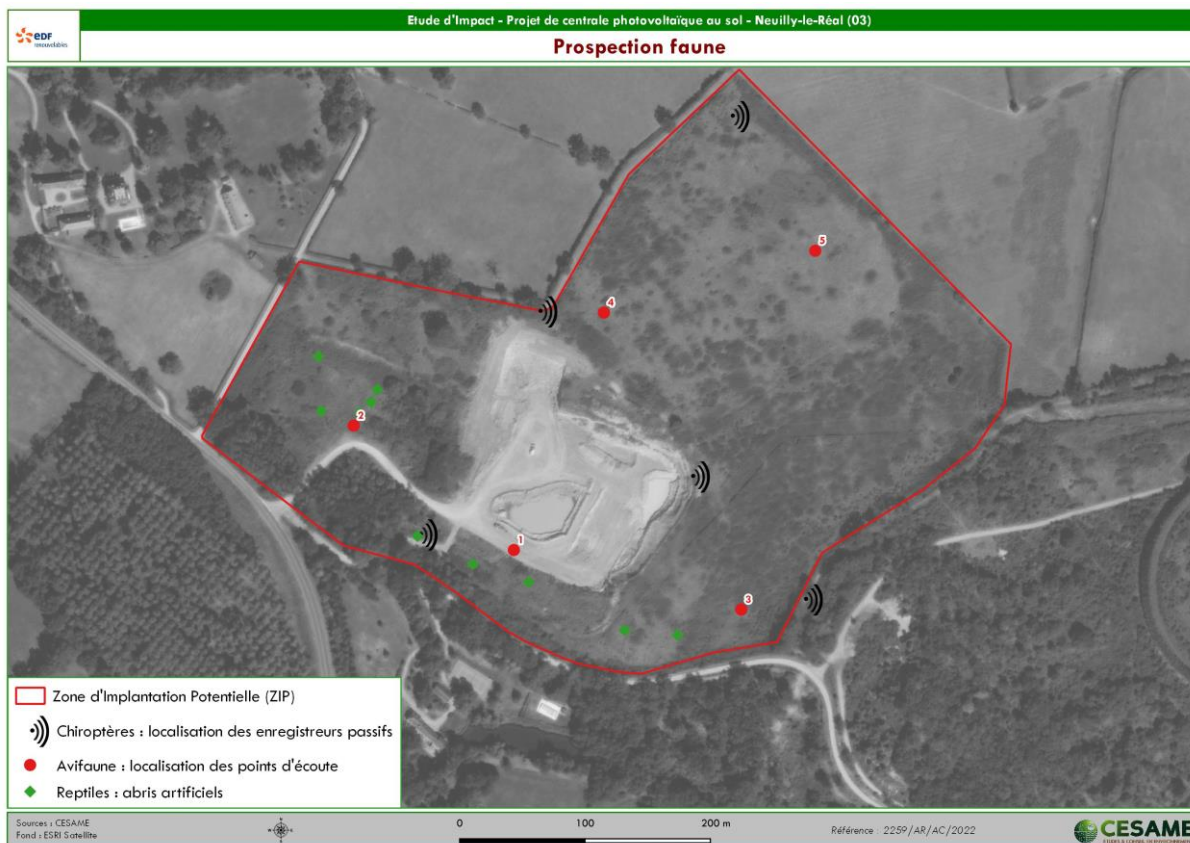 Etude d'Impact - Projet de centrale photovoltaïque au sol - Neuilly-le-Réal (03)
EDF
renouvelables
Prospection faune
5
4
2
1
3
Zone d'Implantation Potentielle (ZIP)
Chiroptères : localisation des enregistreurs passifs
Avifaune : localisation des points d'écoute
Reptiles : abris artificiels
Sources : CESAME
Fond : ESRI Satellite
0 100 200 m
Référence : 2259/AR/AC/2022
CESAME